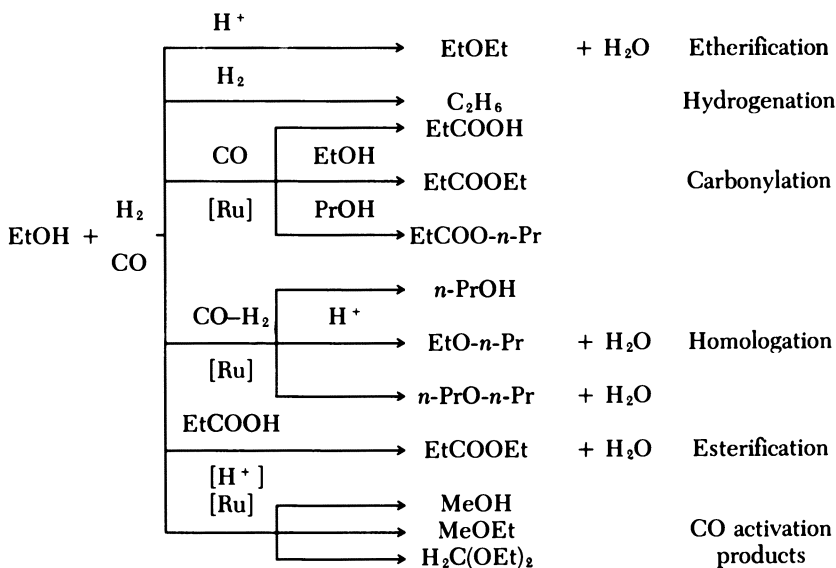 H⁺
EtOEt + H₂O Etherification
H₂
C₂H₆ Hydrogenation
EtCOOH
CO EtOH
EtCOOEt Carbonylation
[Ru] PrOH
H₂
EtOH +
CO
EtCOO-n-Pr
n-PrOH
CO–H₂ H⁺
EtO-n-Pr + H₂O Homologation
[Ru]
n-PrO-n-Pr + H₂O
EtCOOH
EtCOOEt + H₂O Esterification
[H⁺]
[Ru]
MeOH
MeOEt CO activation
H₂C(OEt)₂ products